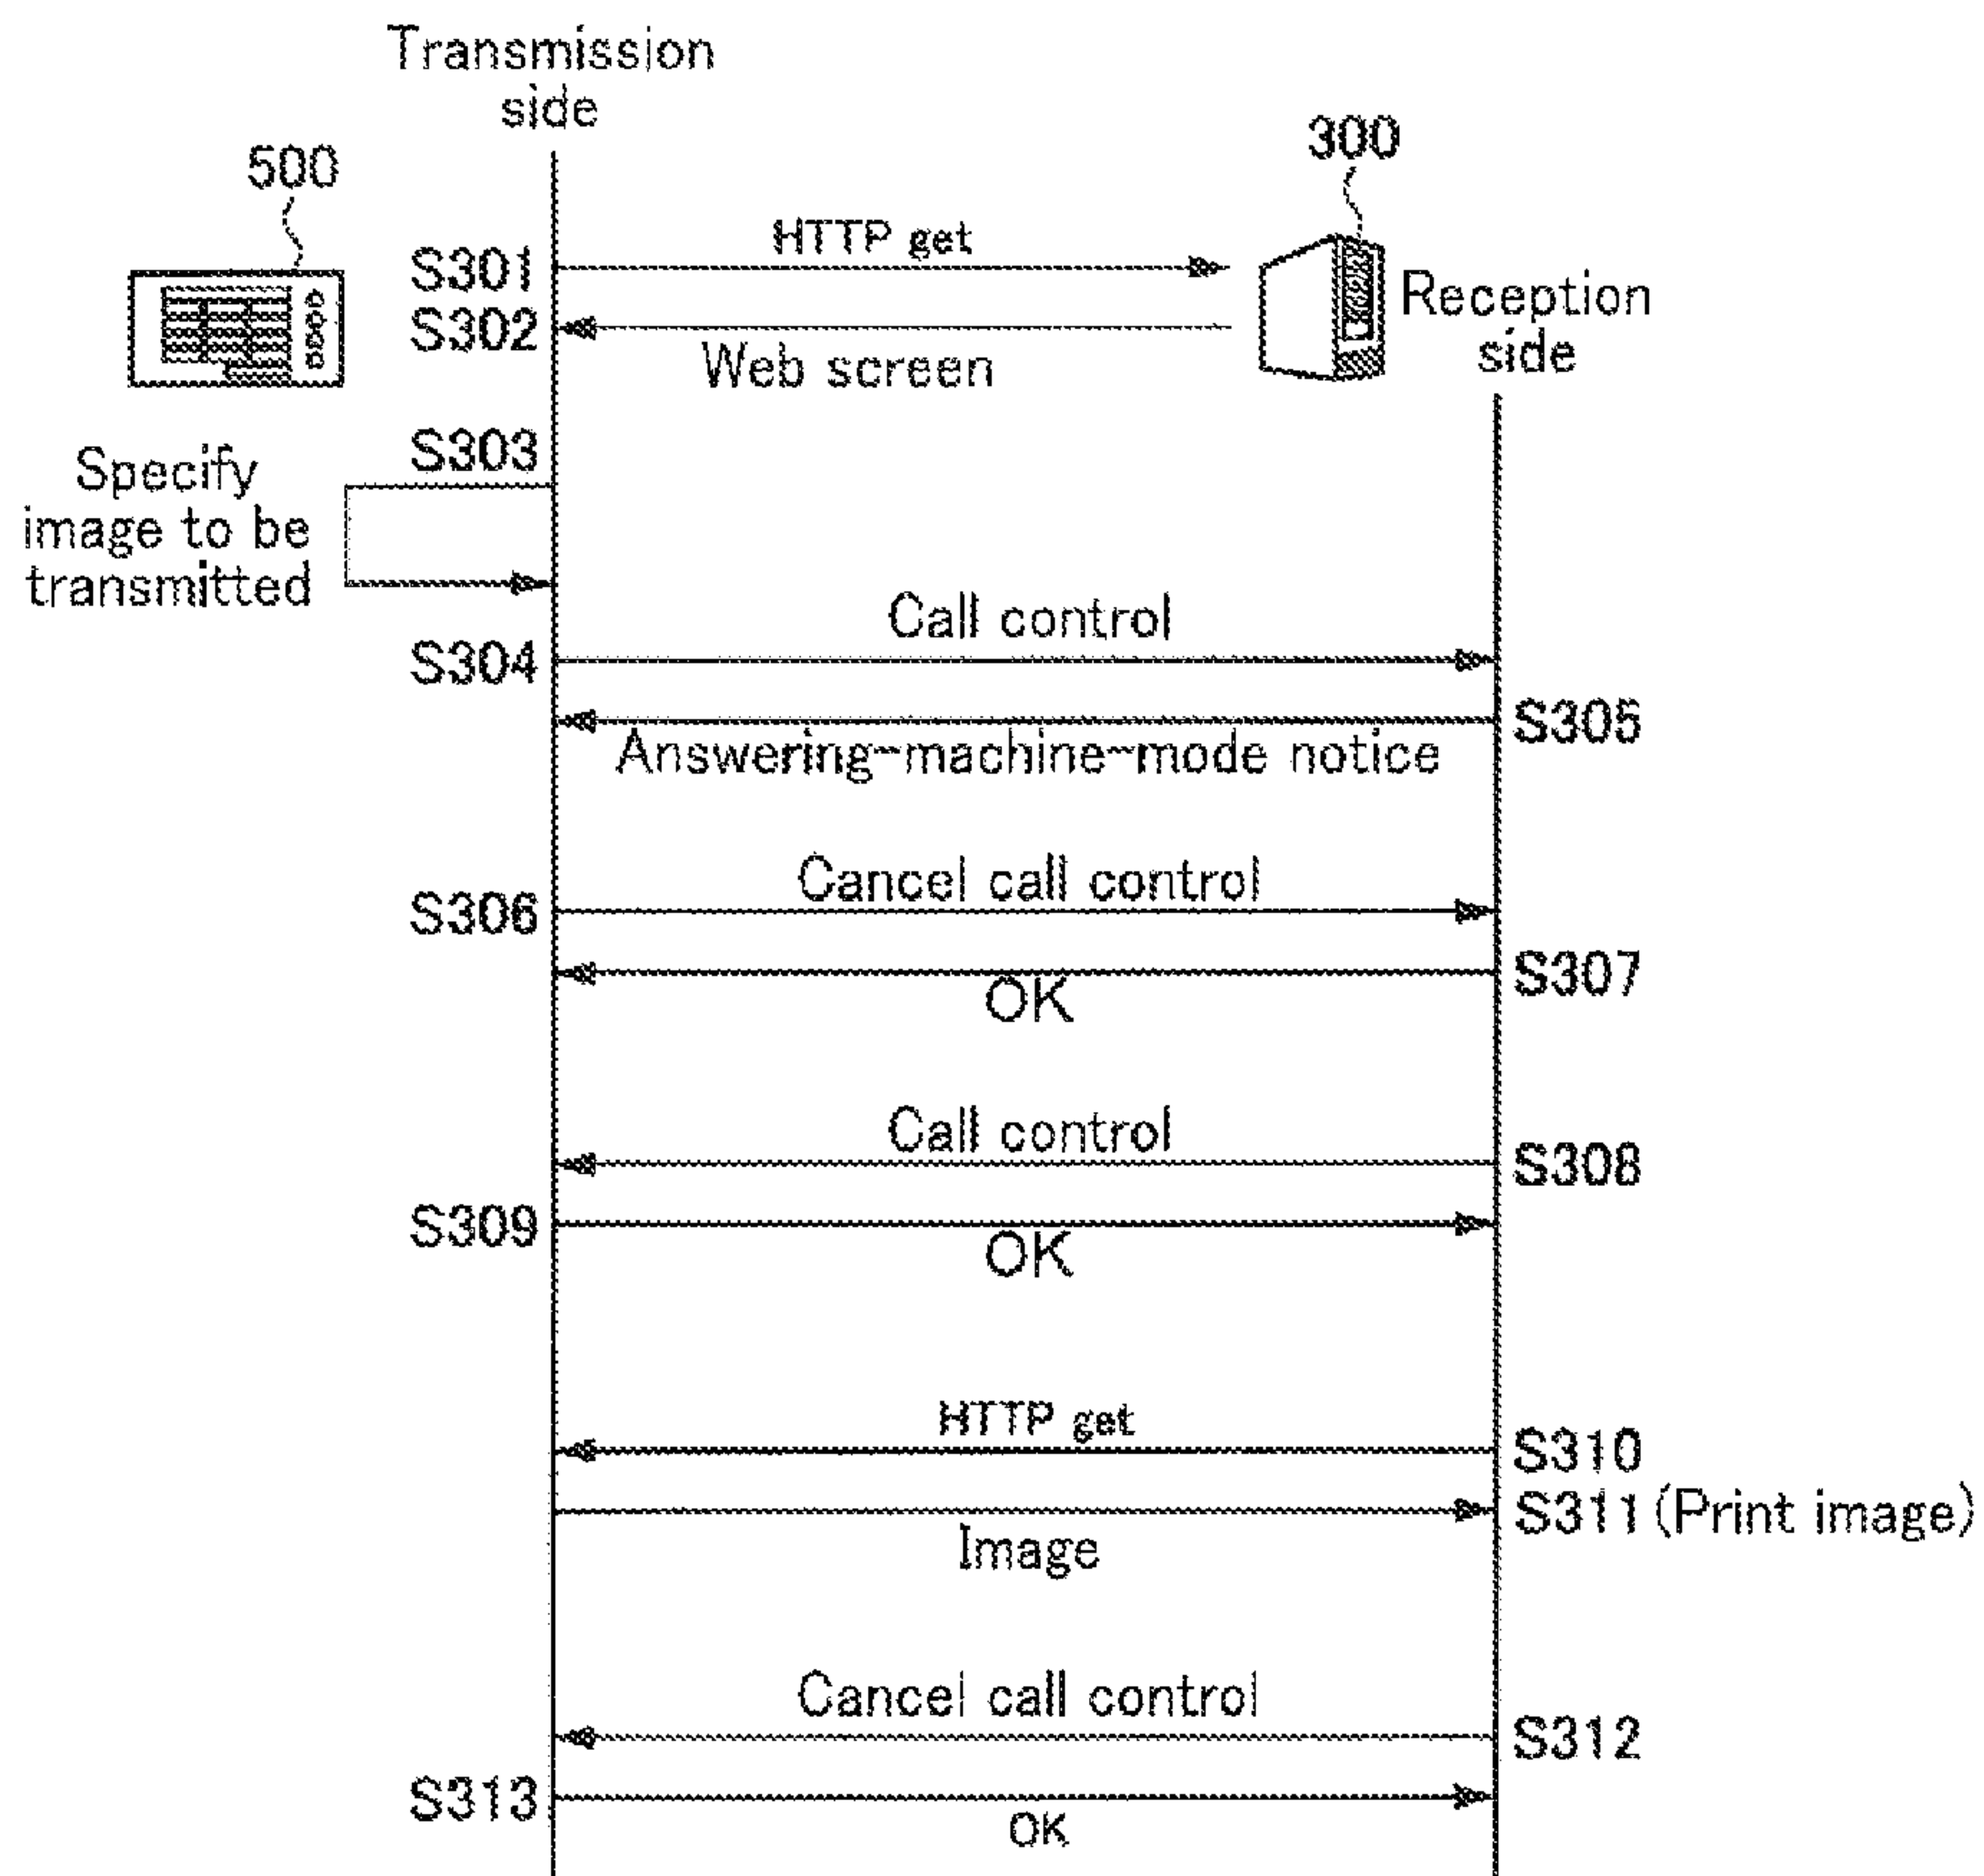 Transmission
side
500
300
HTTP get
S301
S302
Web screen
Reception
side
S303
Specify
image to be
transmitted
Call control
S304
S305
Answering-machine-mode notice
Cancel call control
S306
S307
OK
Call control
S308
S309
OK
HTTP get
S310
S311 (Print image)
Image
Cancel call control
S312
S313
OK